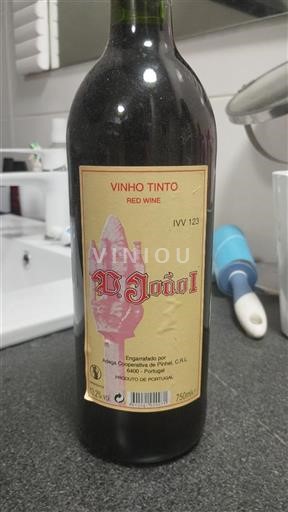 VINHO TINTO
RED WINE
IVV 123
VINIOU
D. João I
Engarrafado por
Adega Cooperativa de Pinhel, C.R.L.
6400 - Portugal
PRODUTO DE PORTUGAL
750ml